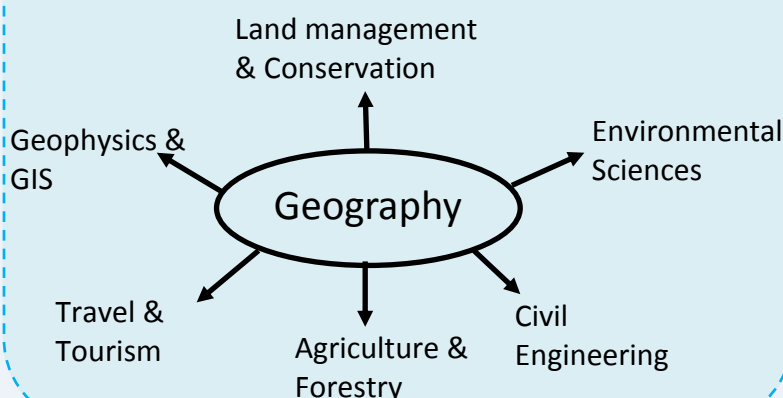 Land management
& Conservation
Geophysics &
GIS
Environmental
Sciences
Geography
Travel &
Tourism
Agriculture &
Forestry
Civil
Engineering